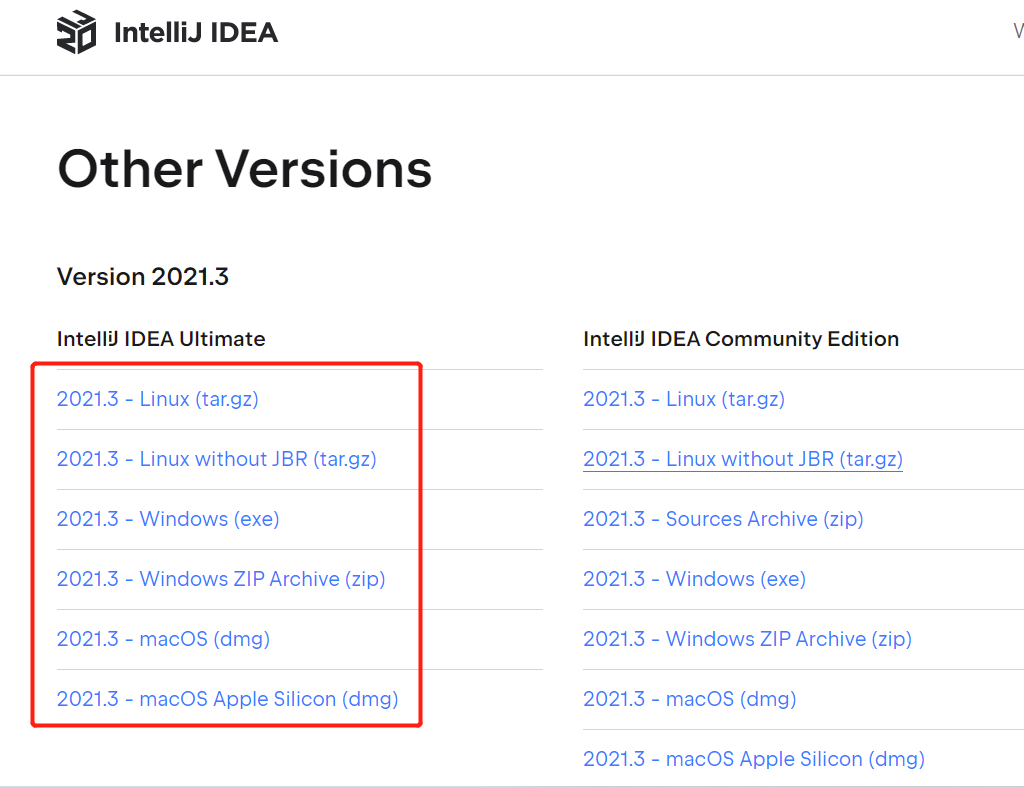 IntelliJ IDEA
Other Versions
Version 2021.3
IntelliJ IDEA Ultimate
2021.3 - Linux (tar.gz)
2021.3 - Linux without JBR (tar.gz)
2021.3 - Windows (exe)
2021.3 - Windows ZIP Archive (zip)
2021.3 - macOS (dmg)
2021.3 - macOS Apple Silicon (dmg)
IntelliJ IDEA Community Edition
2021.3 - Linux (tar.gz)
2021.3 - Linux without JBR (tar.gz)
2021.3 - Sources Archive (zip)
2021.3 - Windows (exe)
2021.3 - Windows ZIP Archive (zip)
2021.3 - macOS (dmg)
2021.3 - macOS Apple Silicon (dmg)